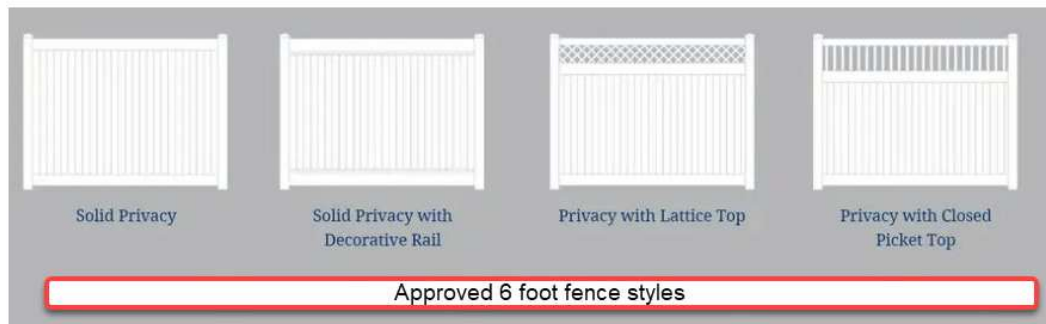 Solid Privacy
Solid Privacy with
Decorative Rail
Privacy with Lattice Top
Privacy with Closed
Picket Top
Approved 6 foot fence styles